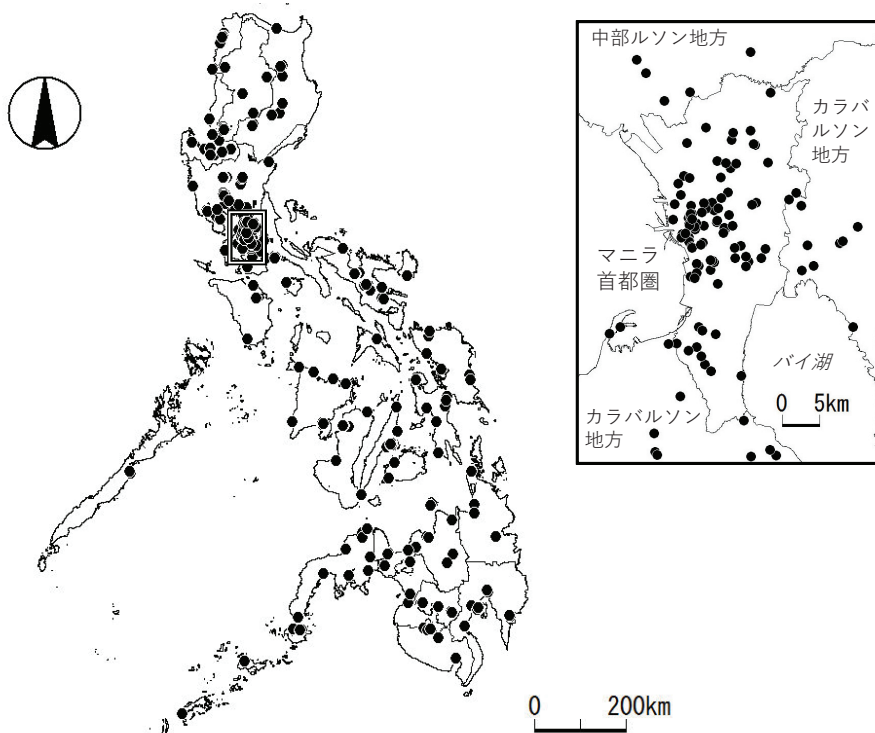 中部ルソン地方
カラバ
ルソン
地方
マニラ
首都圏
バイ湖
0 5km
カラバルソン
地方
0 200km